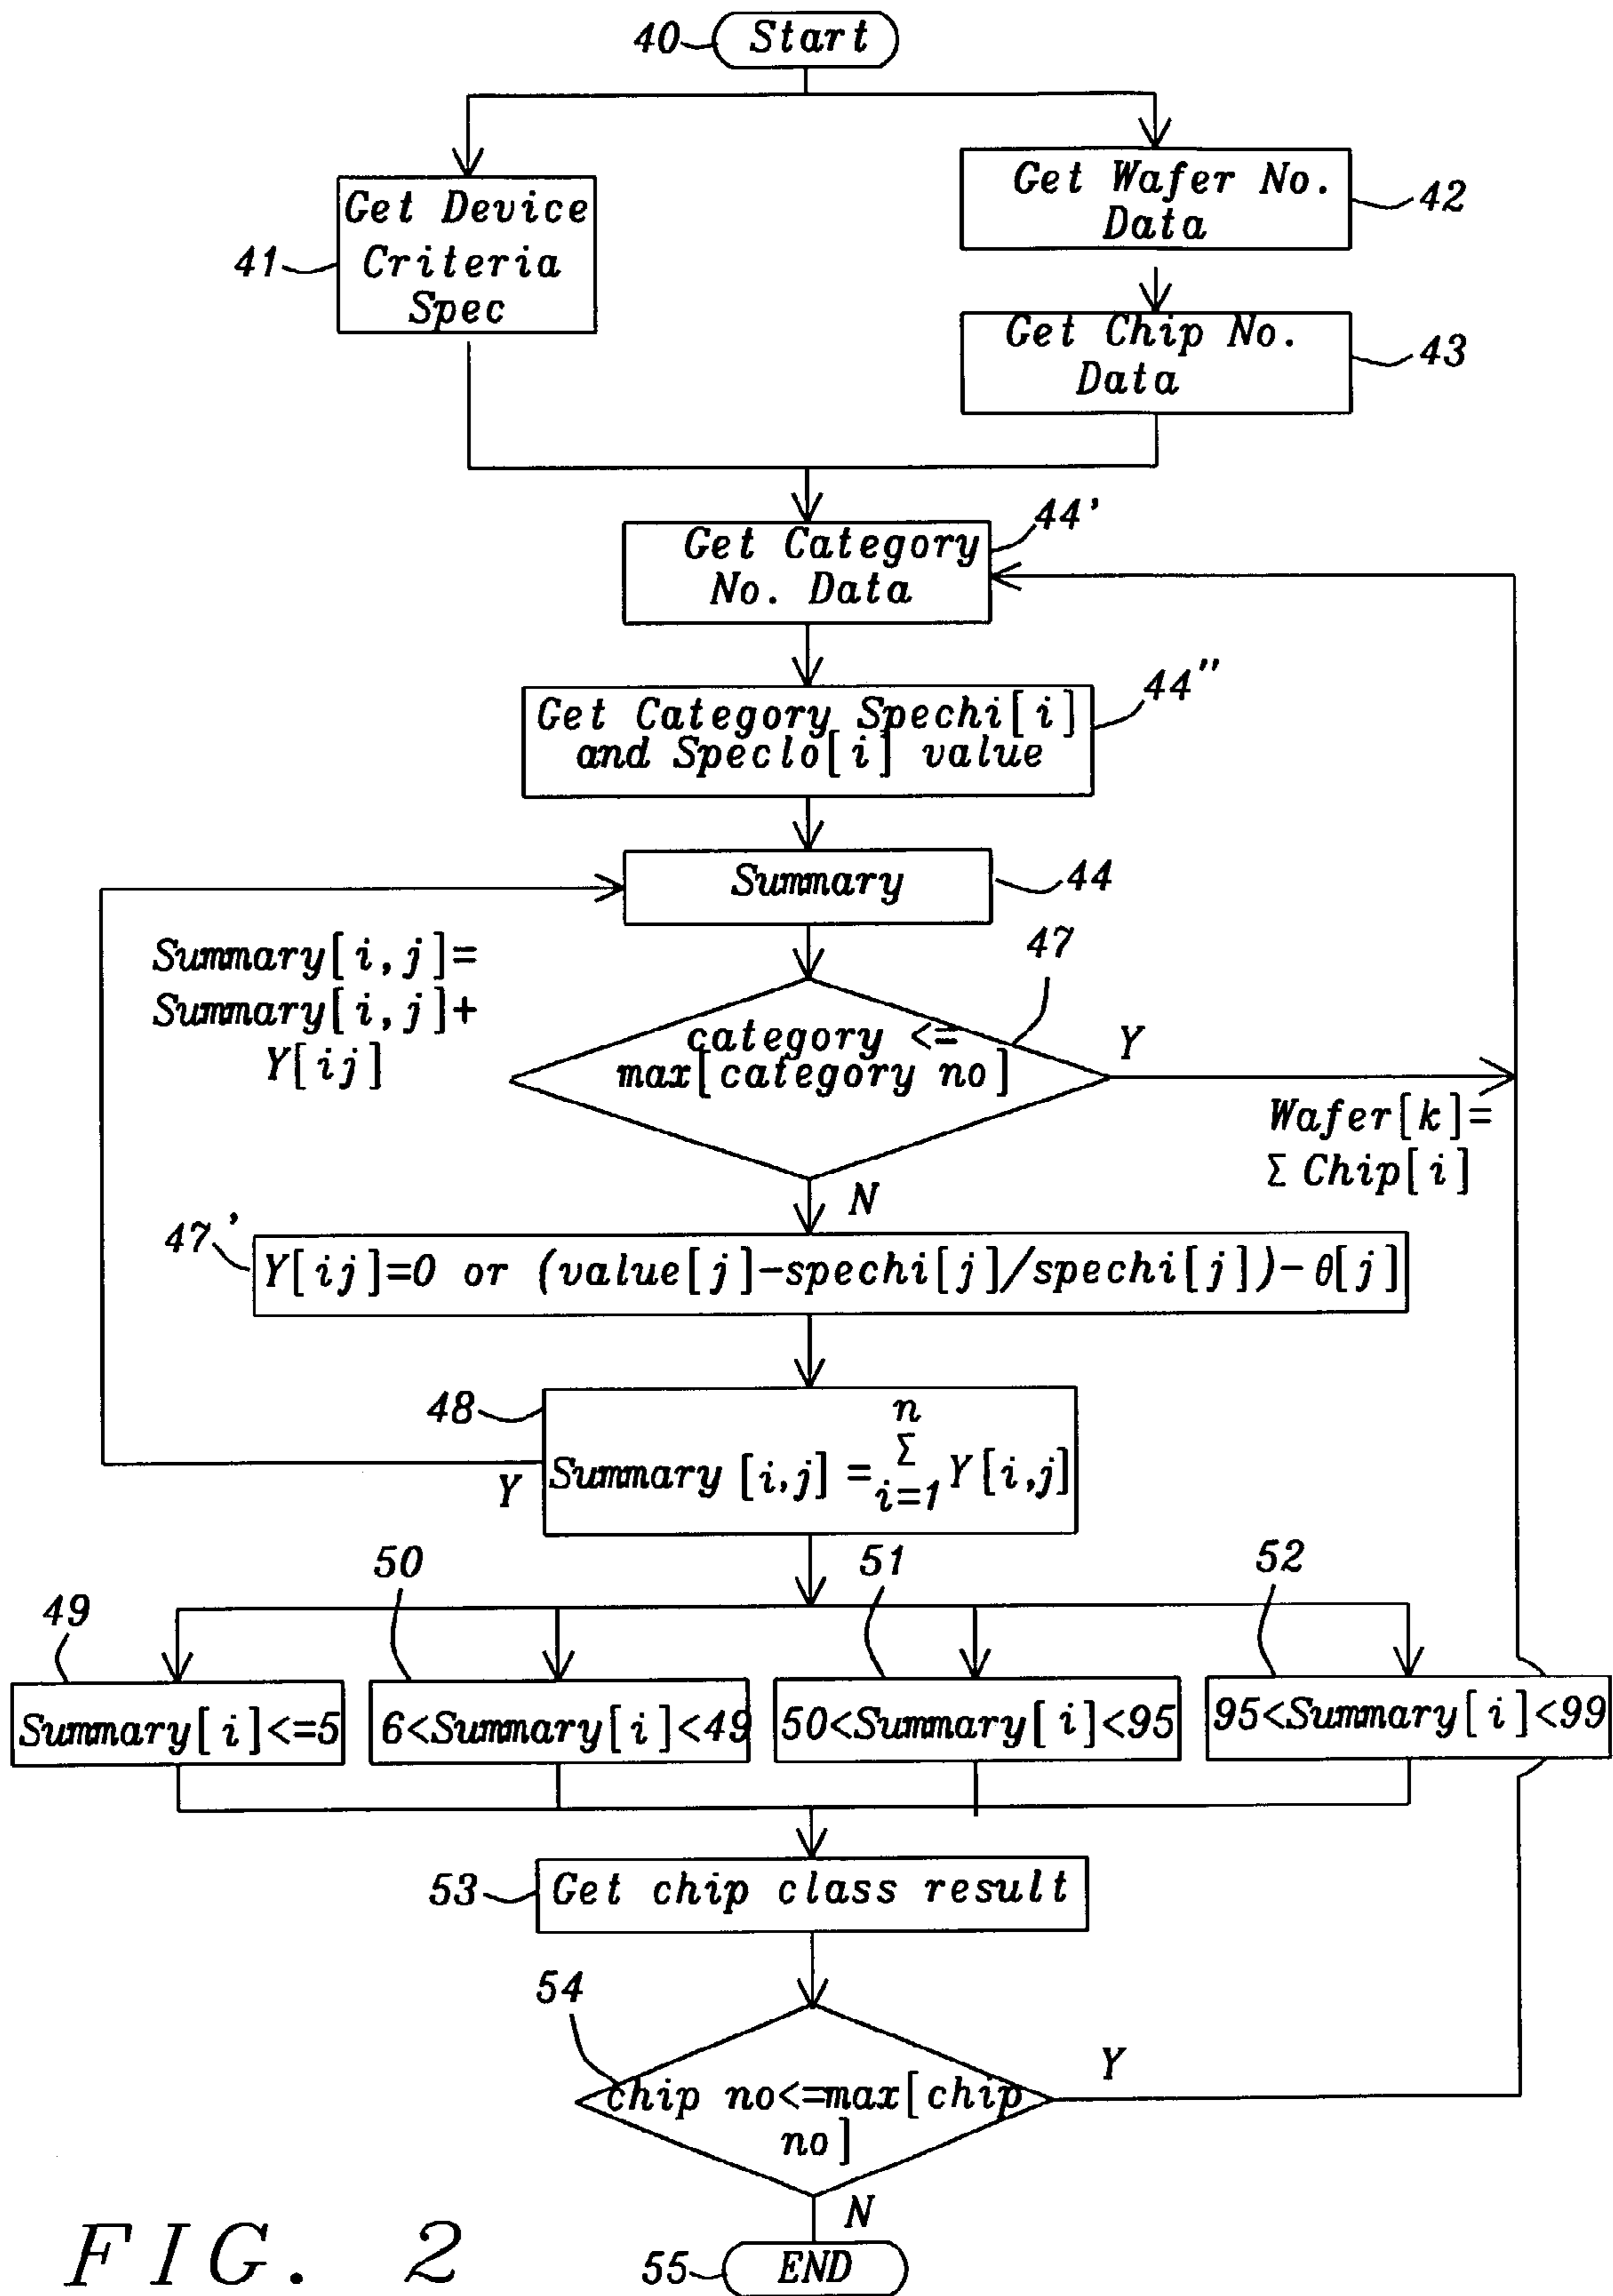 40
Start
Get Device
Criteria
Spec
41
Get Wafer No.
Data
42
Get Chip No.
Data
43
Get Category
No. Data
44'
Get Category Spechi[i]
and Speclo[i] value
44"
Summary
44
Summary[i,j]=
Summary[i,j]+
Y[ij]
47
category <=
max[category no]
Y
Wafer[k]=
Σ Chip[i]
N
47'
Y[ij]=0 or (value[j]-spechi[j]/spechi[j])-θ[j]
48
n
Summary [i,j] = Σ Y[i,j]
i=1
Y
49
50
51
52
Summary[i]<=5
6<Summary[i]<49
50<Summary[i]<95
95<Summary[i]<99
53
Get chip class result
54
chip no<=max[chip
no]
Y
N
55
END
FIG. 2